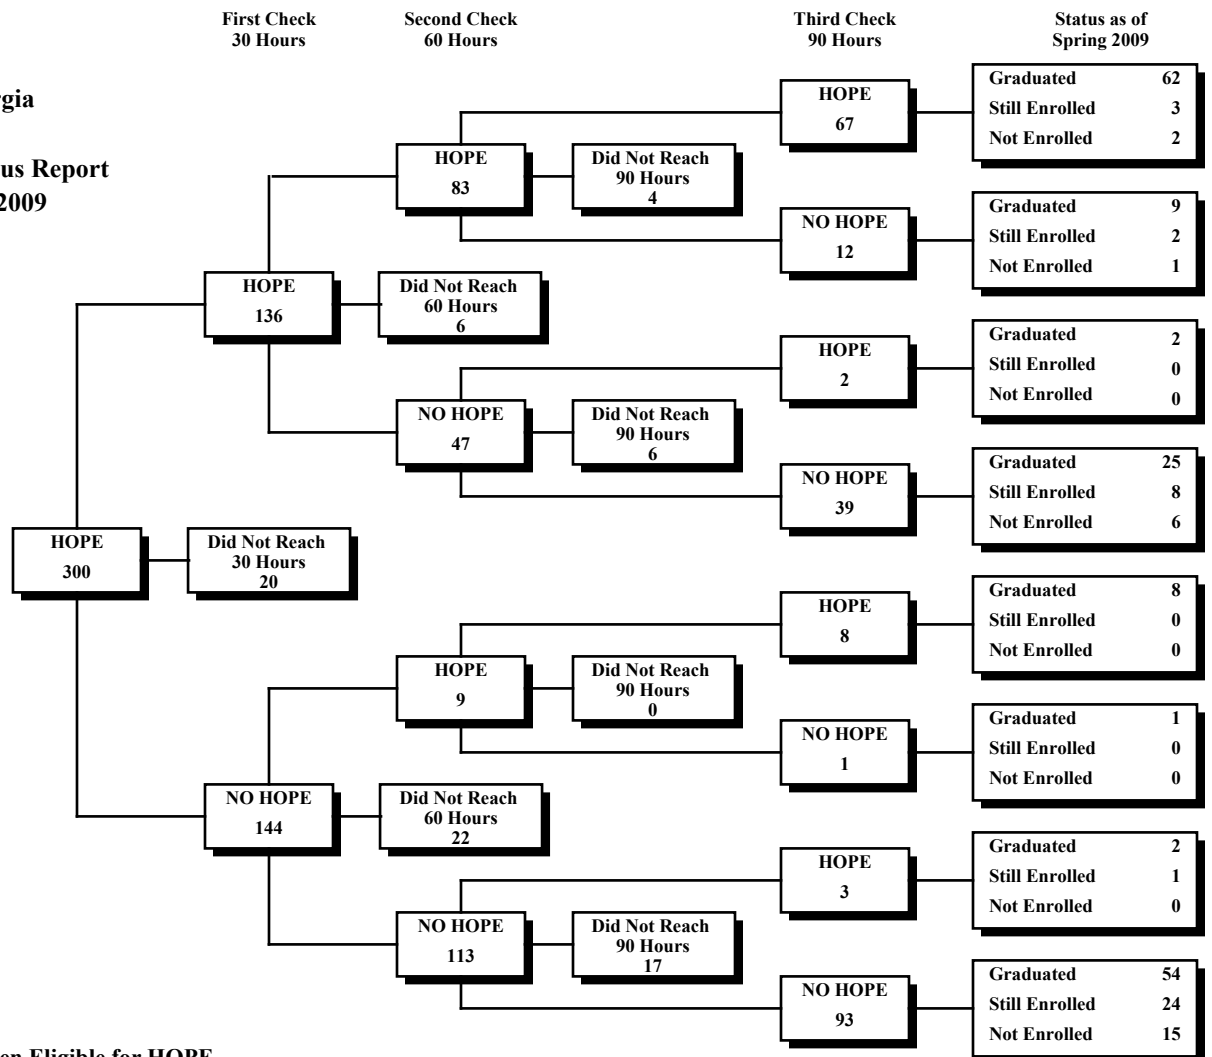 First Check
30 Hours
Second Check
60 Hours
Third Check
90 Hours
Status as of
Spring 2009
rgia
us Report
2009
HOPE
300
Did Not Reach
30 Hours
20
HOPE
136
Did Not Reach
60 Hours
6
NO HOPE
144
Did Not Reach
60 Hours
22
HOPE
83
Did Not Reach
90 Hours
4
NO HOPE
47
Did Not Reach
90 Hours
6
HOPE
9
Did Not Reach
90 Hours
0
NO HOPE
113
Did Not Reach
90 Hours
17
HOPE
67
Graduated 62
Still Enrolled 3
Not Enrolled 2
NO HOPE
12
Graduated 9
Still Enrolled 2
Not Enrolled 1
HOPE
2
Graduated 2
Still Enrolled 0
Not Enrolled 0
NO HOPE
39
Graduated 25
Still Enrolled 8
Not Enrolled 6
HOPE
8
Graduated 8
Still Enrolled 0
Not Enrolled 0
NO HOPE
1
Graduated 1
Still Enrolled 0
Not Enrolled 0
HOPE
3
Graduated 2
Still Enrolled 1
Not Enrolled 0
NO HOPE
93
Graduated 54
Still Enrolled 24
Not Enrolled 15
en Eligible for HOPE